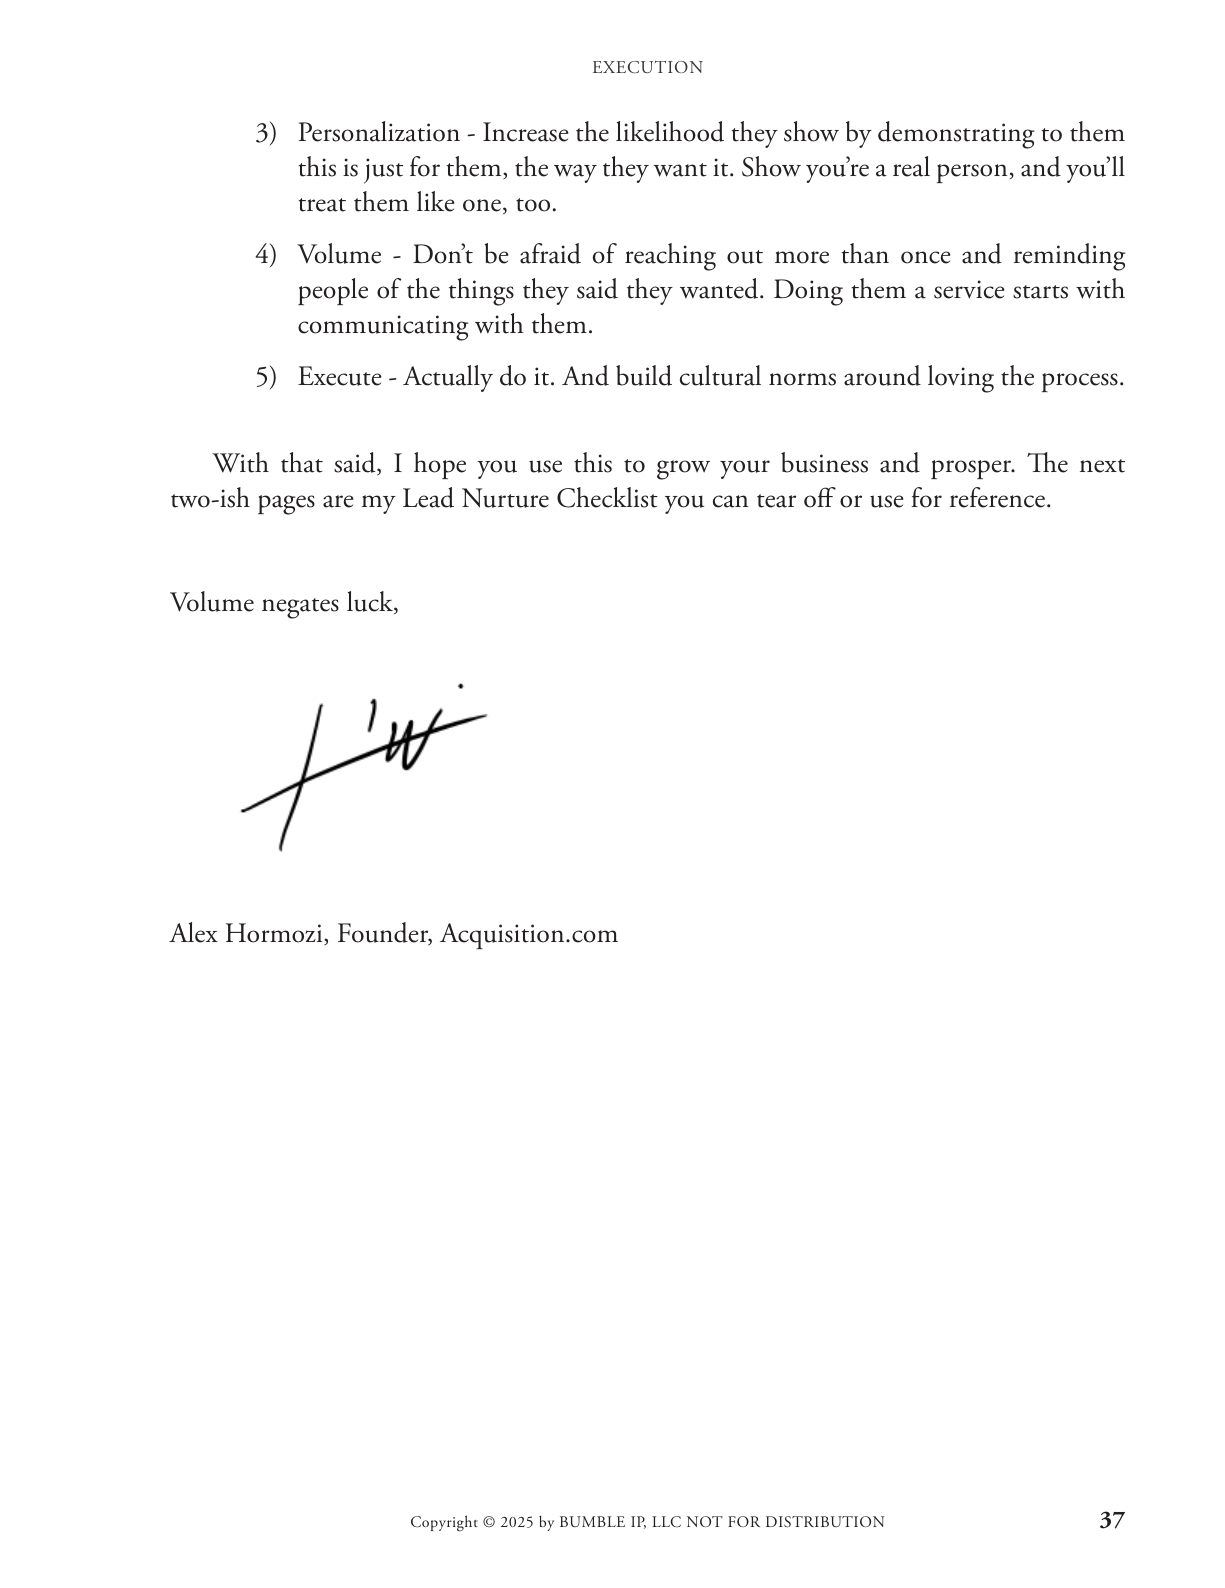 EXECUTION
3) Personalization - Increase the likelihood they show by demonstrating to them
this is just for them, the way they want it. Show you’re a real person, and you’ll
treat them like one, too.
4) Volume - Don’t be afraid of reaching out more than once and reminding
people of the things they said they wanted. Doing them a service starts with
communicating with them.
5) Execute - Actually do it. And build cultural norms around loving the process.
With that said, I hope you use this to grow your business and prosper. The next
two-ish pages are my Lead Nurture Checklist you can tear off or use for reference.
Volume negates luck,
Alex Hormozi, Founder, Acquisition.com
Copyright © 2025 by BUMBLE IP, LLC NOT FOR DISTRIBUTION
37